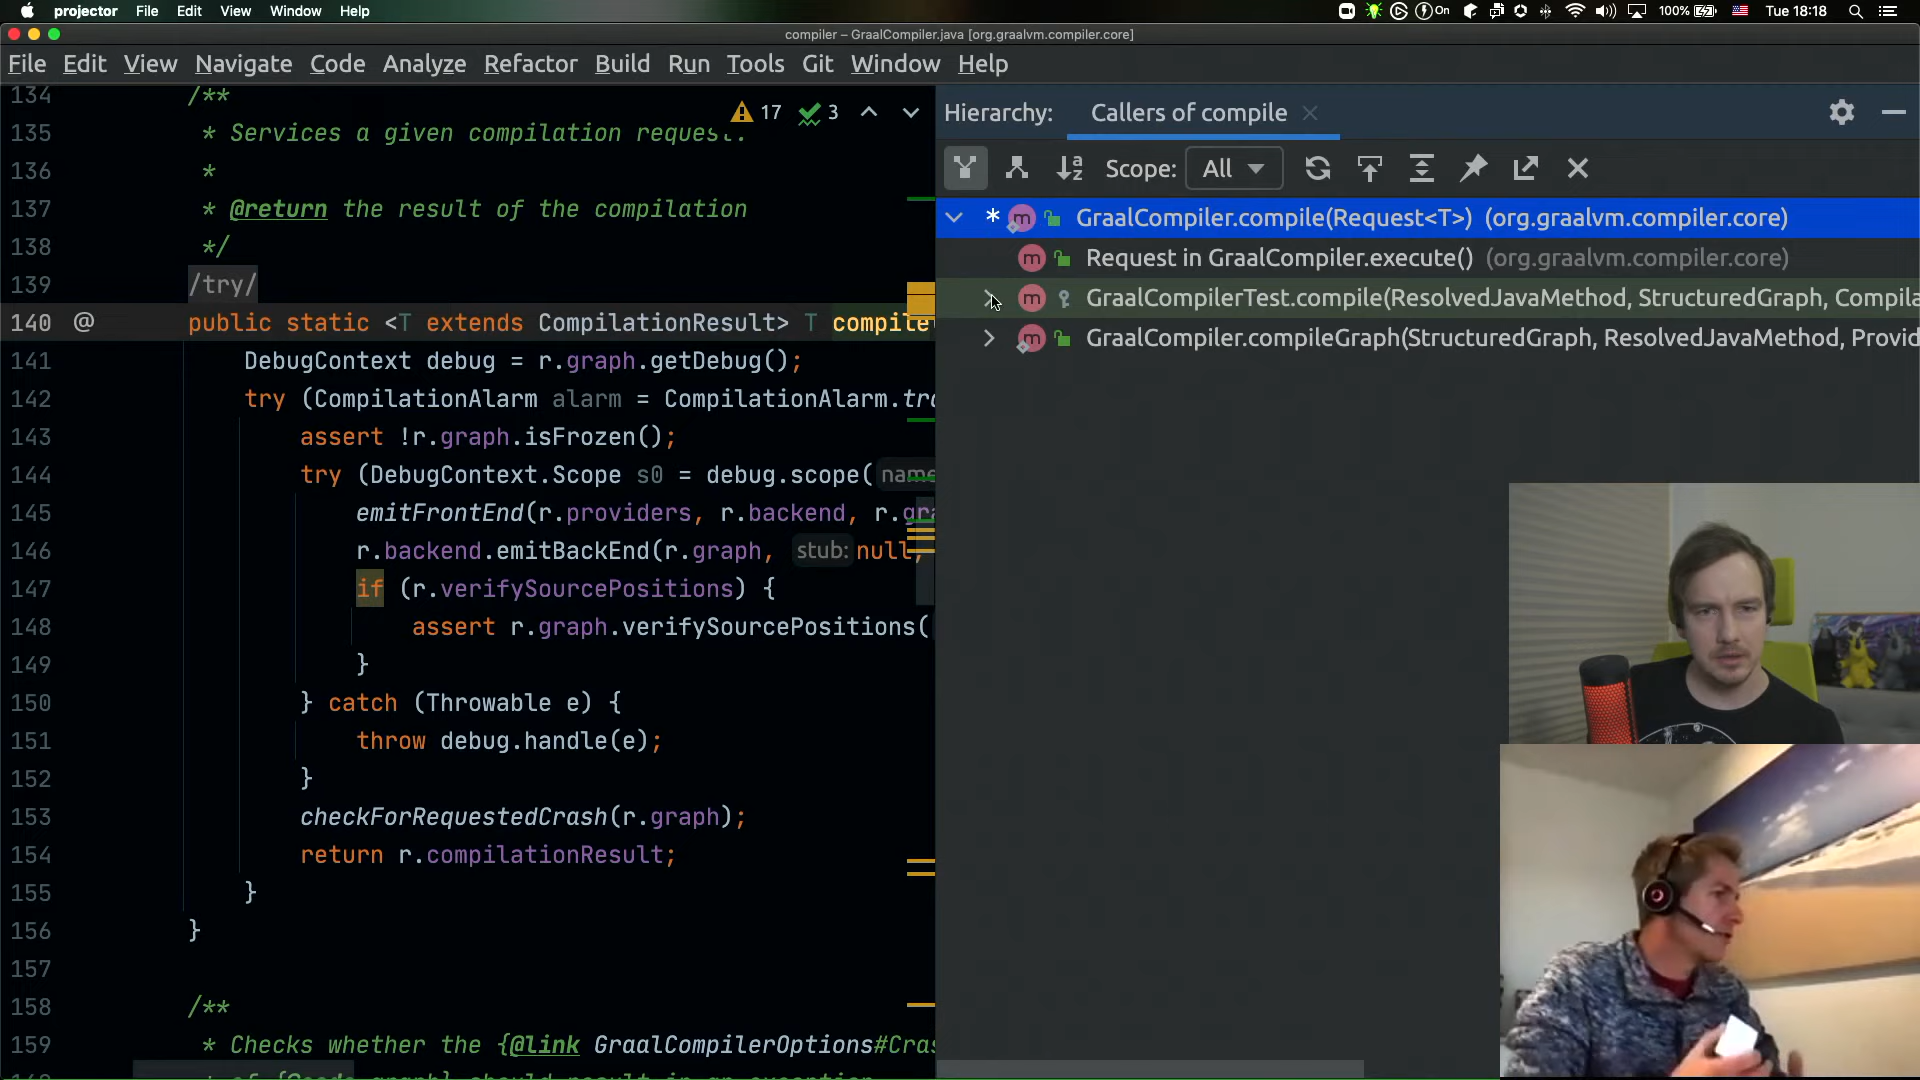 projector File Edit View Window Help On 100% Tue 18:18
compiler – GraalCompiler.java [org.graalvm.compiler.core]
File Edit View Navigate Code Analyze Refactor Build Run Tools Git Window Help
134 /**
135 * Services a given compilation request.
136 *
137 * @return the result of the compilation
138 */
139 /try/
140 @ public static <T extends CompilationResult> T compile(
141 DebugContext debug = r.graph.getDebug();
142 try (CompilationAlarm alarm = CompilationAlarm.tra
143 assert !r.graph.isFrozen();
144 try (DebugContext.Scope s0 = debug.scope( name
145 emitFrontEnd(r.providers, r.backend, r.gra
146 r.backend.emitBackEnd(r.graph, stub: null,
147 if (r.verifySourcePositions) {
148 assert r.graph.verifySourcePositions(
149 }
150 } catch (Throwable e) {
151 throw debug.handle(e);
152 }
153 checkForRequestedCrash(r.graph);
154 return r.compilationResult;
155 }
156 }
157
158 /**
159 * Checks whether the {@link GraalCompilerOptions#Cras
17 3
Hierarchy: Callers of compile
Scope: All
* m GraalCompiler.compile(Request<T>) (org.graalvm.compiler.core)
m Request in GraalCompiler.execute() (org.graalvm.compiler.core)
m GraalCompilerTest.compile(ResolvedJavaMethod, StructuredGraph, Compila
m GraalCompiler.compileGraph(StructuredGraph, ResolvedJavaMethod, Provid